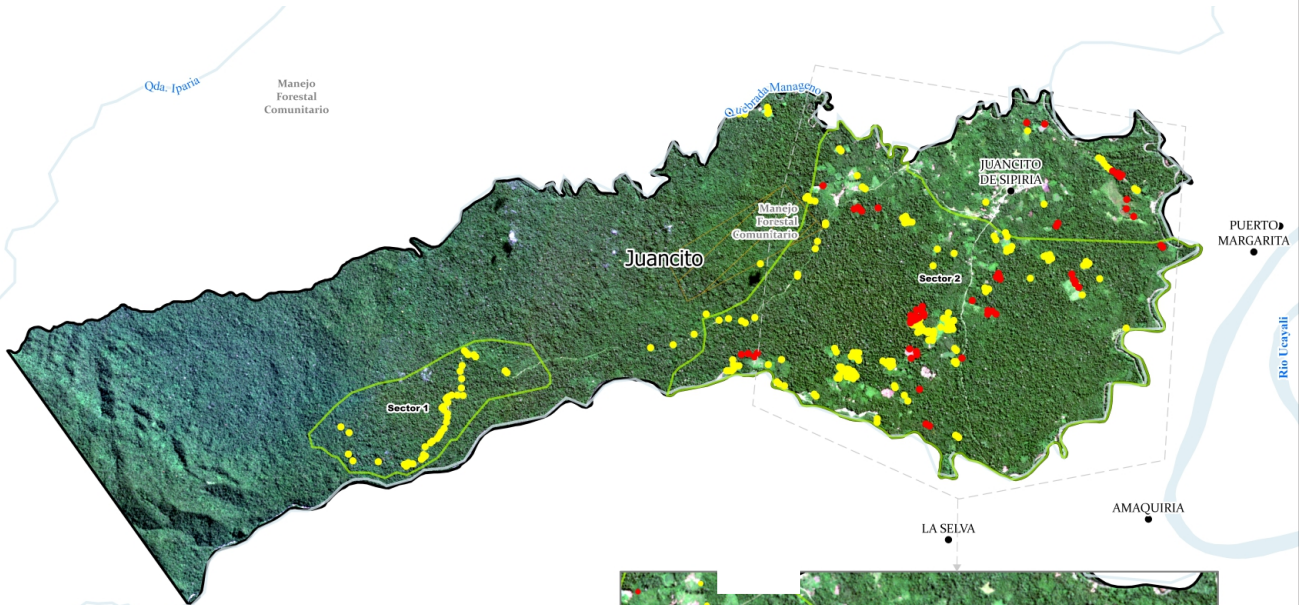 Qda. Iparia
Manejo
Forestal
Comunitario
Quebrada Manageno
JUANCITO
DE SIPIRIA
Manejo
Forestal
Comunitario
Juancito
PUERTO
MARGARITA
Sector 2
Rio Ucayali
Sector 1
AMAQUIRIA
LA SELVA